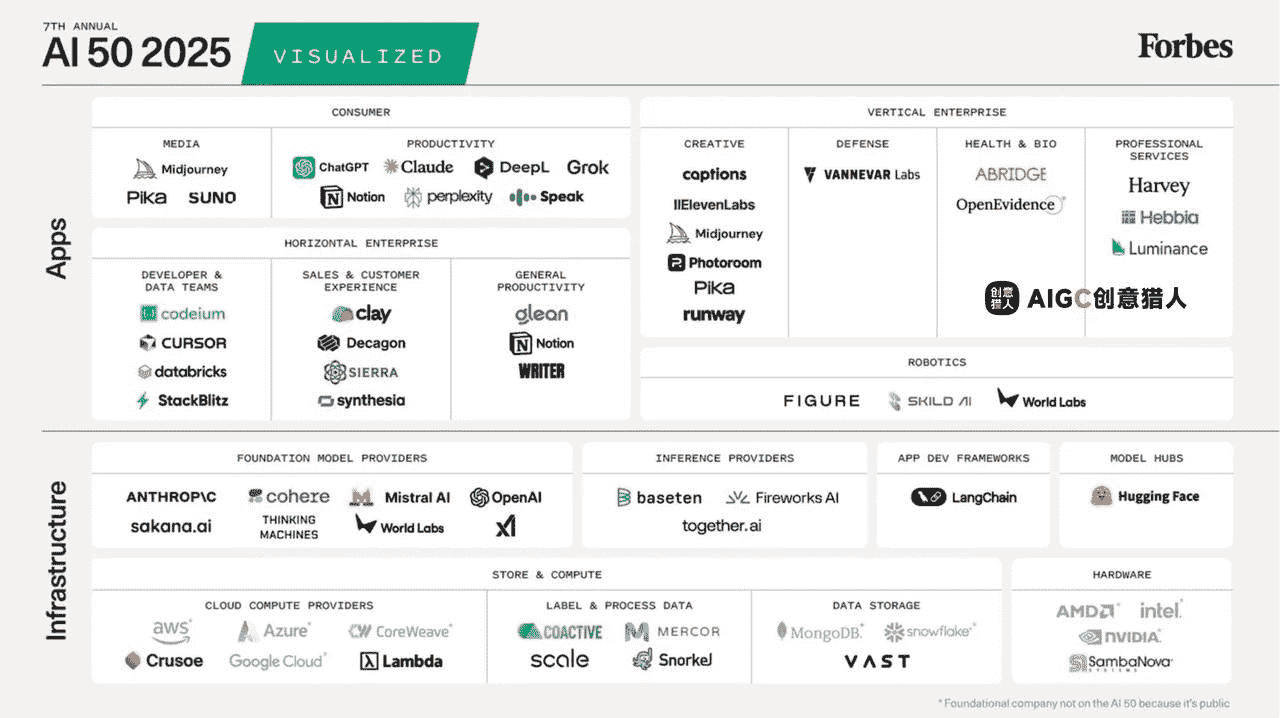 7TH ANNUAL
AI 50 2025
VISUALIZED
Forbes
Apps
CONSUMER
MEDIA
Midjourney
Pika SUNO
PRODUCTIVITY
ChatGPT Claude DeepL Grok
Notion perplexity Speak
HORIZONTAL ENTERPRISE
DEVELOPER &
DATA TEAMS
codeium
CURSOR
databricks
StackBlitz
SALES & CUSTOMER
EXPERIENCE
clay
Decagon
SIERRA
synthesia
GENERAL
PRODUCTIVITY
glean
Notion
WRITER
VERTICAL ENTERPRISE
CREATIVE
captions
IIElevenLabs
Midjourney
Photoroom
Pika
runway
DEFENSE
VANNEVAR Labs
HEALTH & BIO
ABRIDGE
OpenEvidence*
PROFESSIONAL
SERVICES
Harvey
Hebbia
Luminance
创意
猎人
AIGC创意猎人
ROBOTICS
FIGURE SKILD AI World Labs
Infrastructure
FOUNDATION MODEL PROVIDERS
ANTHROP\C cohere Mistral AI OpenAI
sakana.ai THINKING
MACHINES World Labs xI
INFERENCE PROVIDERS
baseten Fireworks AI
together.ai
APP DEV FRAMEWORKS
LangChain
MODEL HUBS
Hugging Face
STORE & COMPUTE
CLOUD COMPUTE PROVIDERS
aws* Azure* CoreWeave*
Crusoe Google Cloud* Lambda
LABEL & PROCESS DATA
COACTIVE MERCOR
scale Snorkel
DATA STORAGE
MongoDB.* snowflake*
VAST
HARDWARE
AMD* intel.*
NVIDIA*
SambaNova*
SYSTEMS
* Foundational company not on the AI 50 because it's public